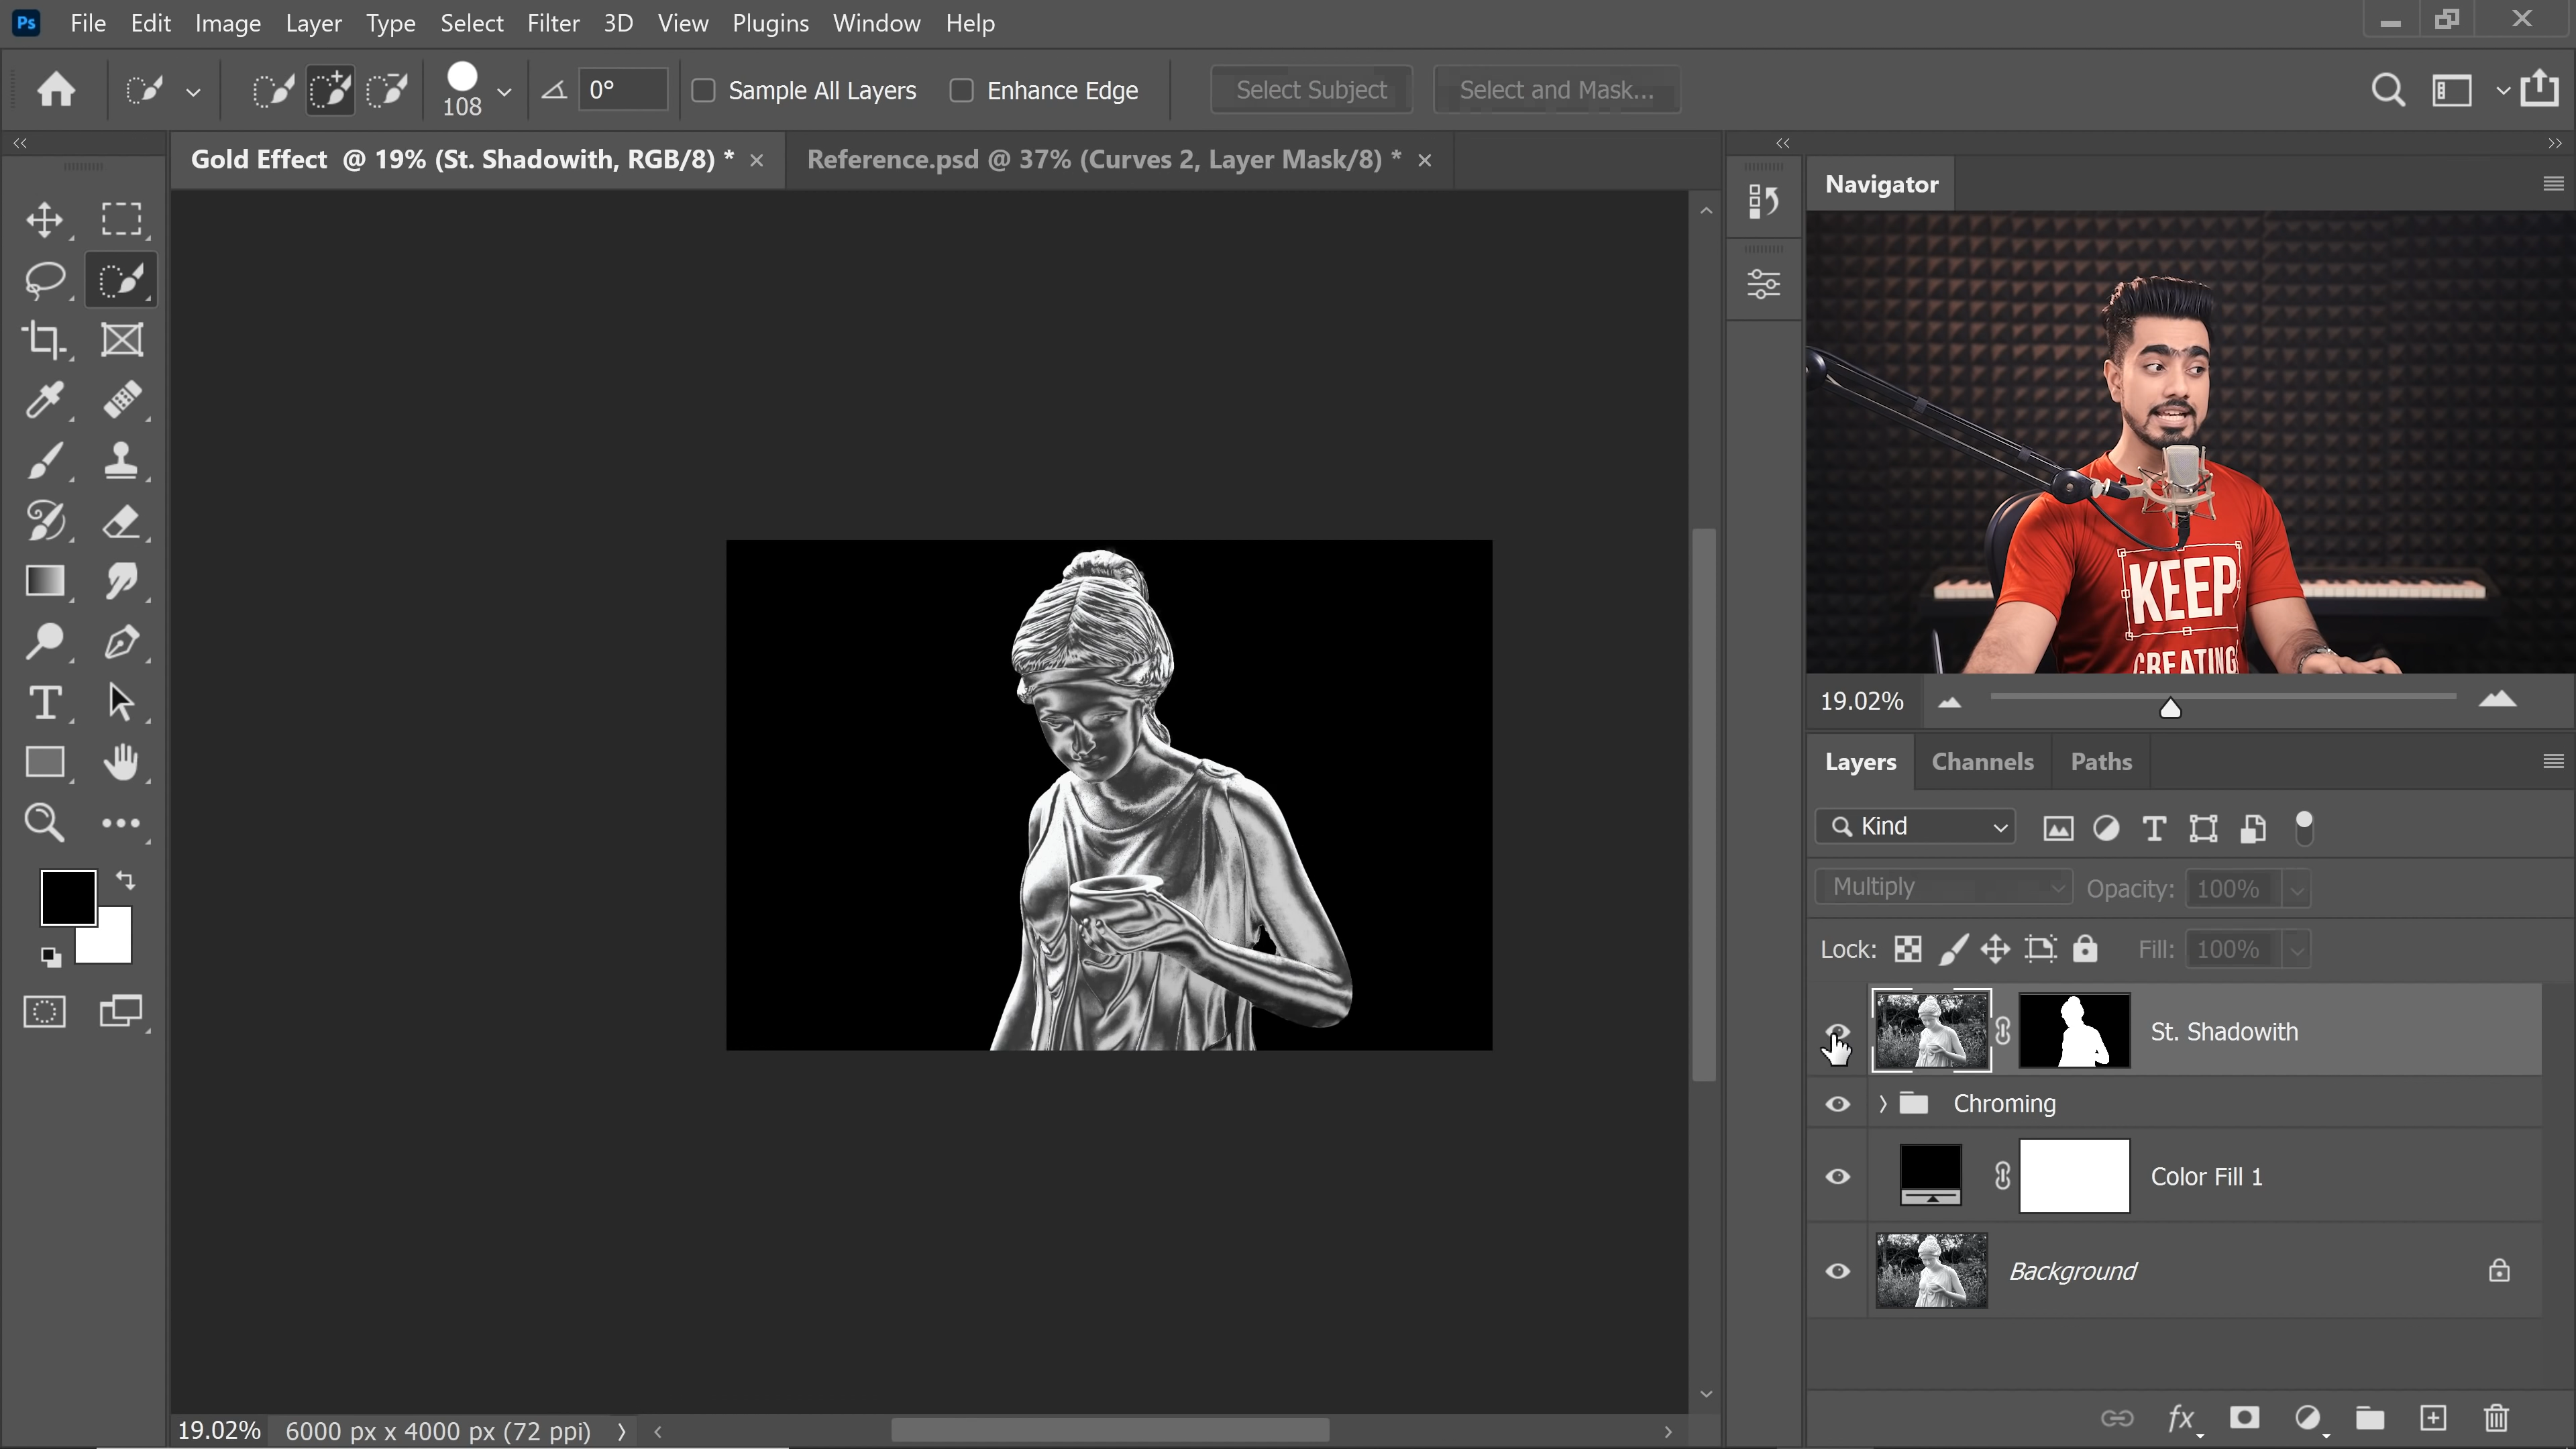 Ps File Edit Image Layer Type Select Filter 3D View Plugins Window Help
108 0° Sample All Layers Enhance Edge Select Subject Select and Mask...
Gold Effect @ 19% (St. Shadowith, RGB/8) * × Reference.psd @ 37% (Curves 2, Layer Mask/8) * ×
Navigator
KEEP
CREATING
19.02%
Layers Channels Paths
Kind
Multiply Opacity: 100%
Lock: Fill: 100%
St. Shadowith
Chroming
Color Fill 1
Background
fx
19.02% 6000 px x 4000 px (72 ppi)